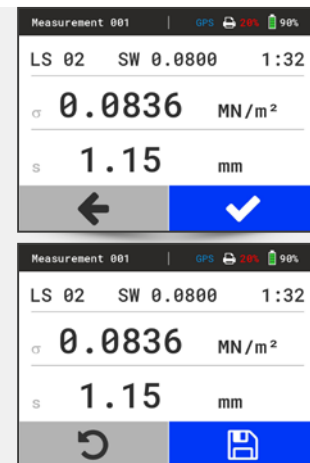 Measurement 001 | GPS 20% 90%
LS 02 SW 0.0800 1:32
σ 0.0836 MN/m²
s 1.15 mm
Measurement 001 | GPS 20% 90%
LS 02 SW 0.0800 1:32
σ 0.0836 MN/m²
s 1.15 mm